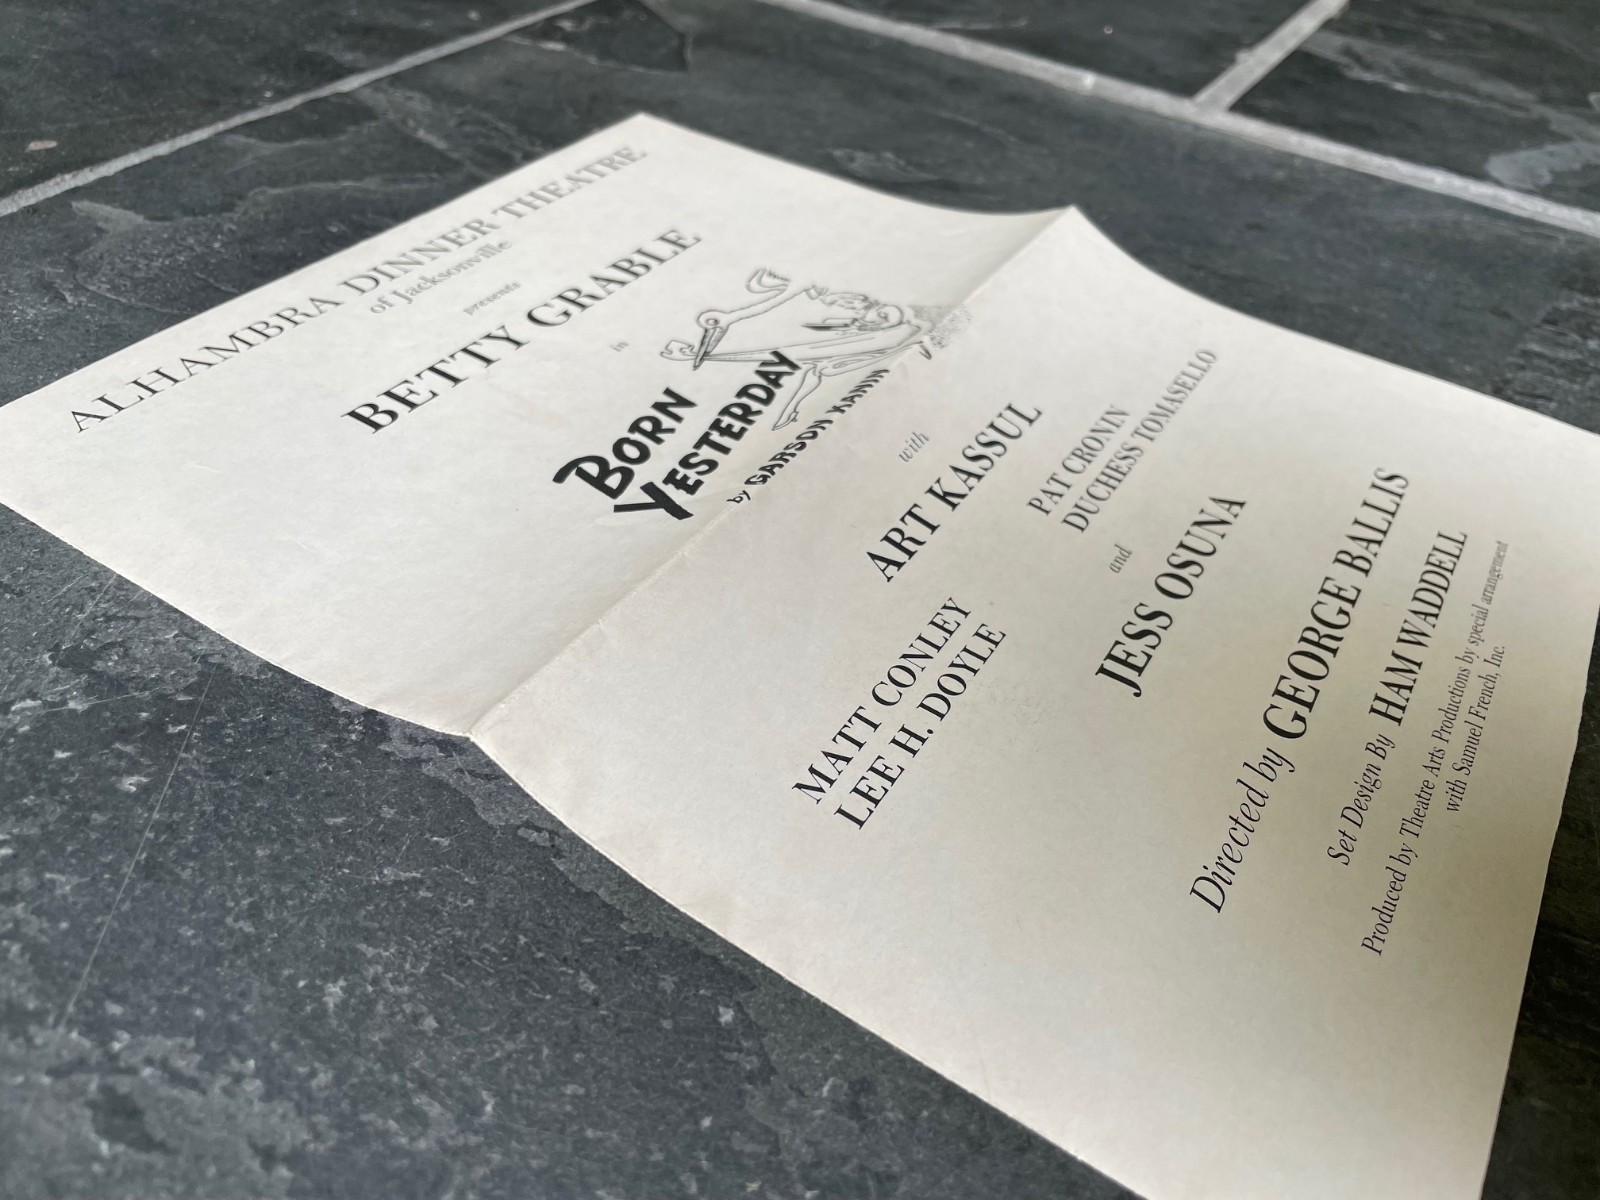 ALHAMBRA DINNER THEATRE
of Jacksonville
presents
BETTY GRABLE
in
BORN
YESTERDAY
by GARSON KANIN
with
ART KASSUL
MATT CONLEY
LEE H. DOYLE
PAT CRONIN
DUCHESS TOMASELLO
and
JESS OSUNA
Directed by GEORGE BALLIS
Set Design By HAM WADDELL
Produced by Theatre Arts Productions by special arrangement
with Samuel French, Inc.